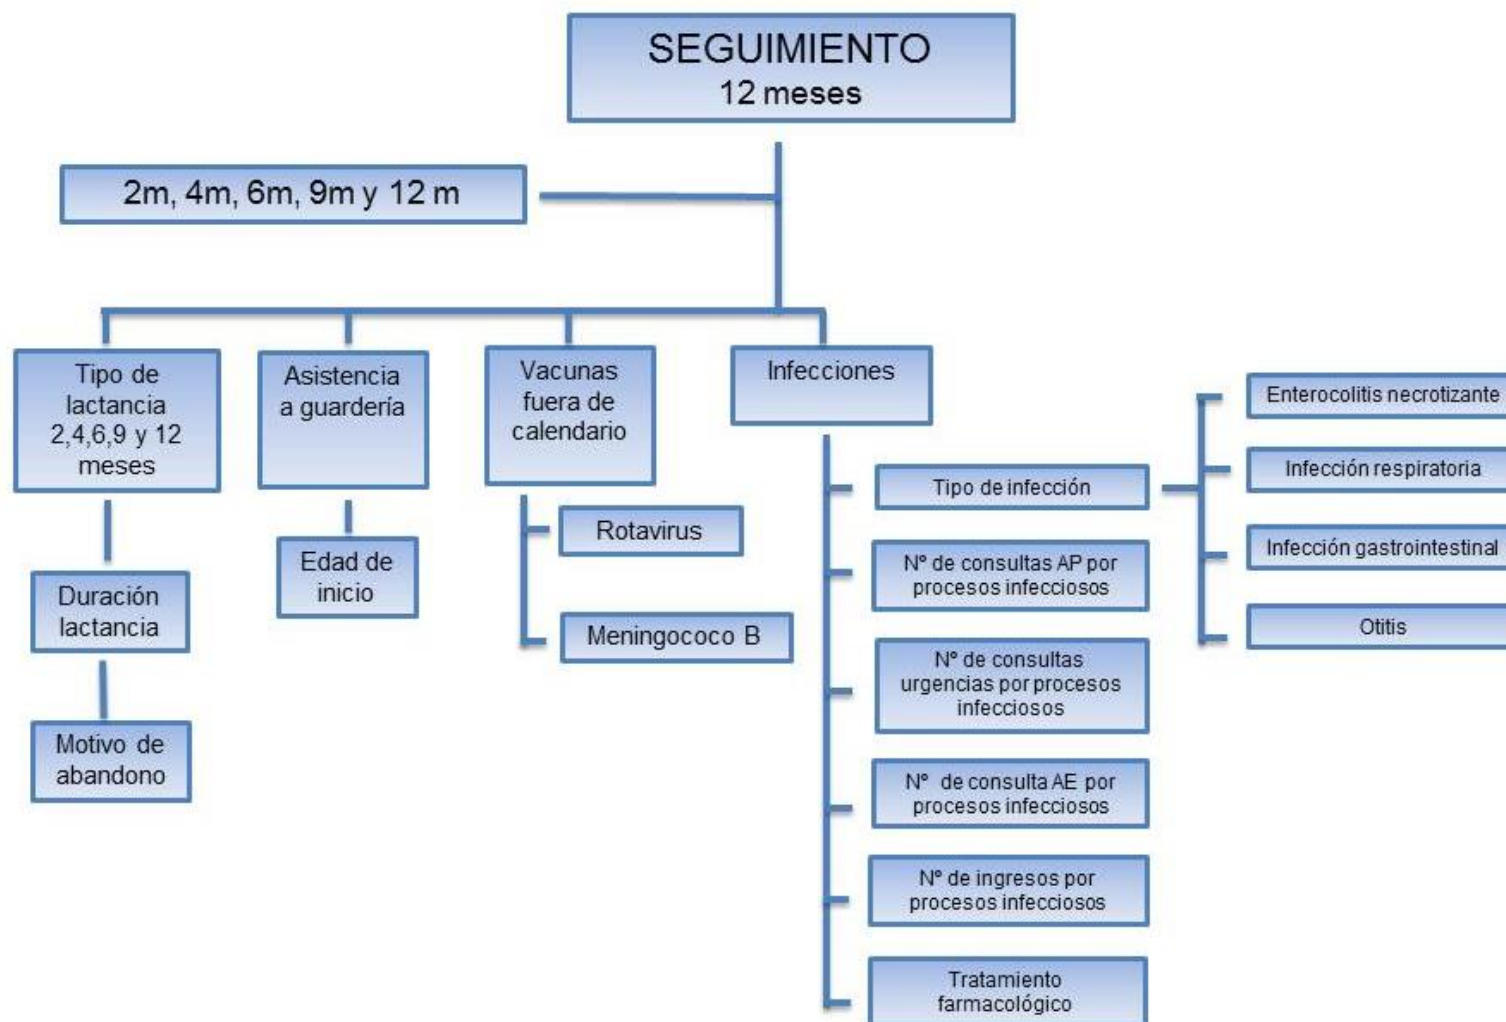 SEGUIMIENTO
12 meses
2m, 4m, 6m, 9m y 12 m
Tipo de
lactancia
2,4,6,9 y 12
meses
Duración
lactancia
Motivo de
abandono
Asistencia
a guardería
Edad de
inicio
Vacunas
fuera de
calendario
Rotavirus
Meningococo B
Infecciones
Tipo de infección
Enterocolitis necrotizante
Infección respiratoria
Infección gastrointestinal
Otitis
Nº de consultas AP por
procesos infecciosos
Nº de consultas
urgencias por procesos
infecciosos
Nº de consulta AE por
procesos infecciosos
Nº de ingresos por
procesos infecciosos
Tratamiento
farmacológico